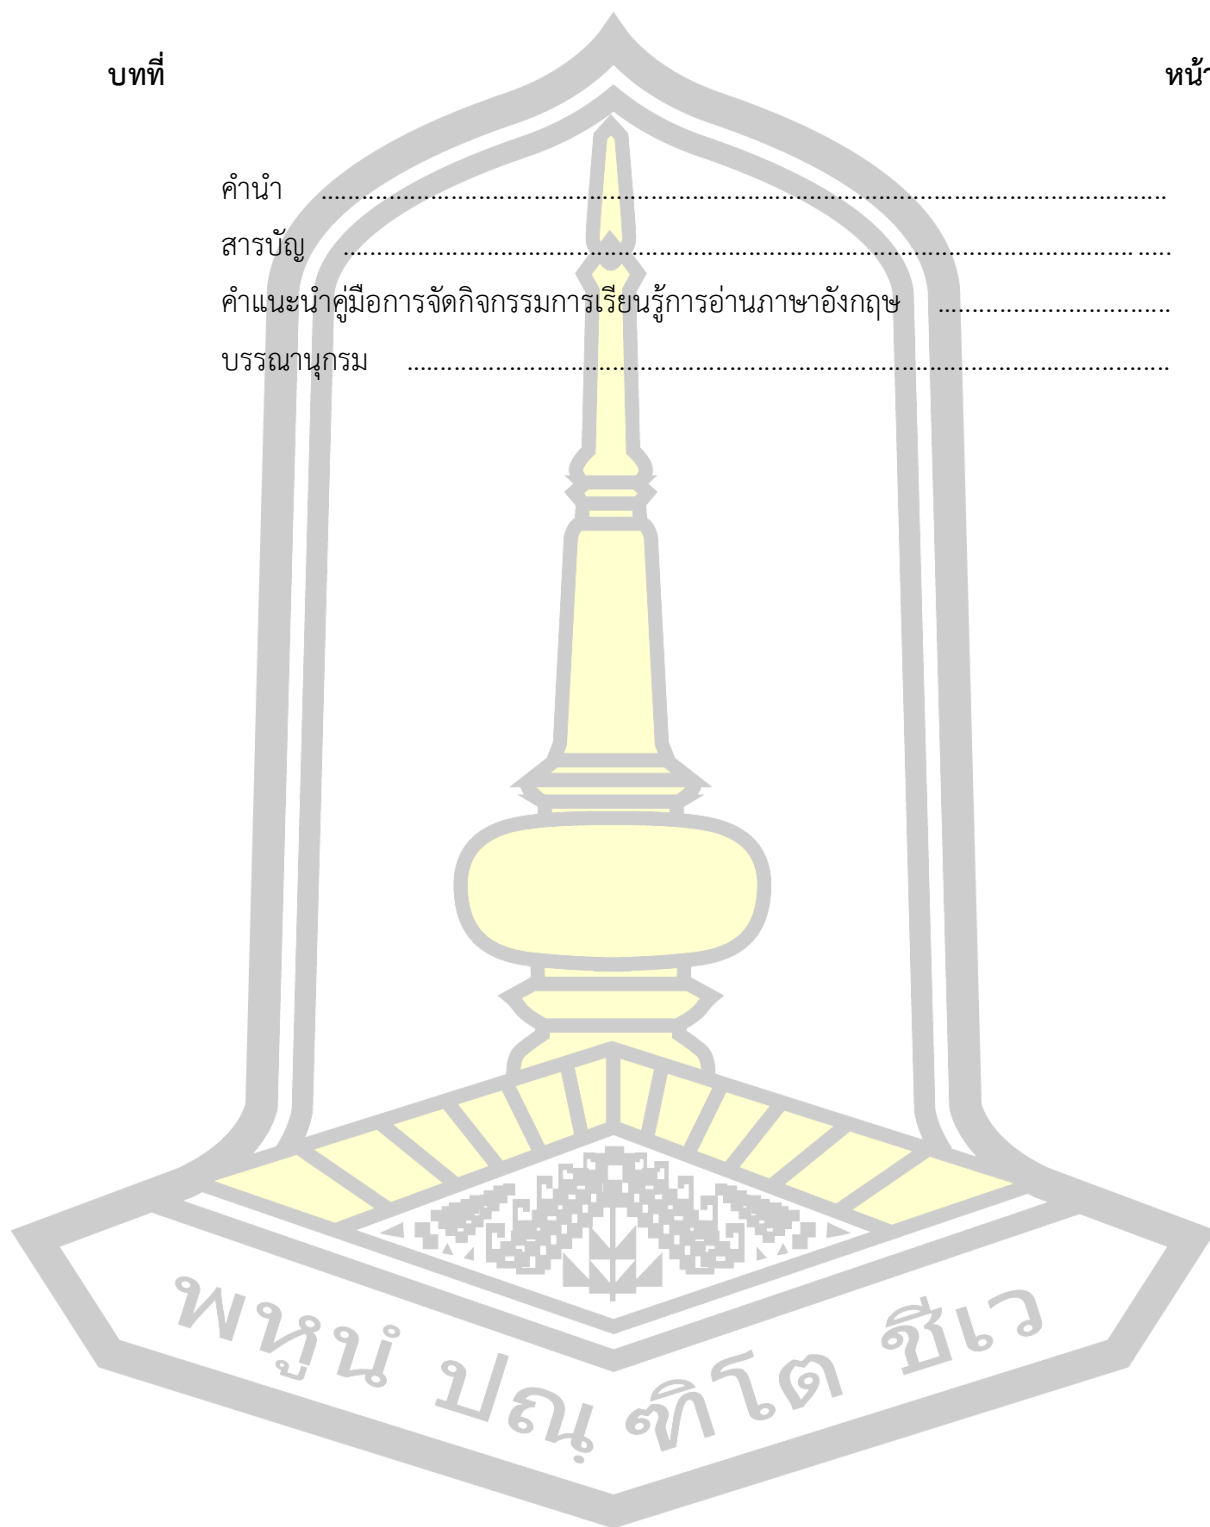 บทที่ หน้า
คำนำ ............................................................................................................................
สารบัญ ....................................................................................................................... .....
คำแนะนำคู่มือการจัดกิจกรรมการเรียนรู้การอ่านภาษาอังกฤษ ..................................
บรรณานุกรม ................................................................................................................
พหูนํ ปณฺฑิโต ชีเว